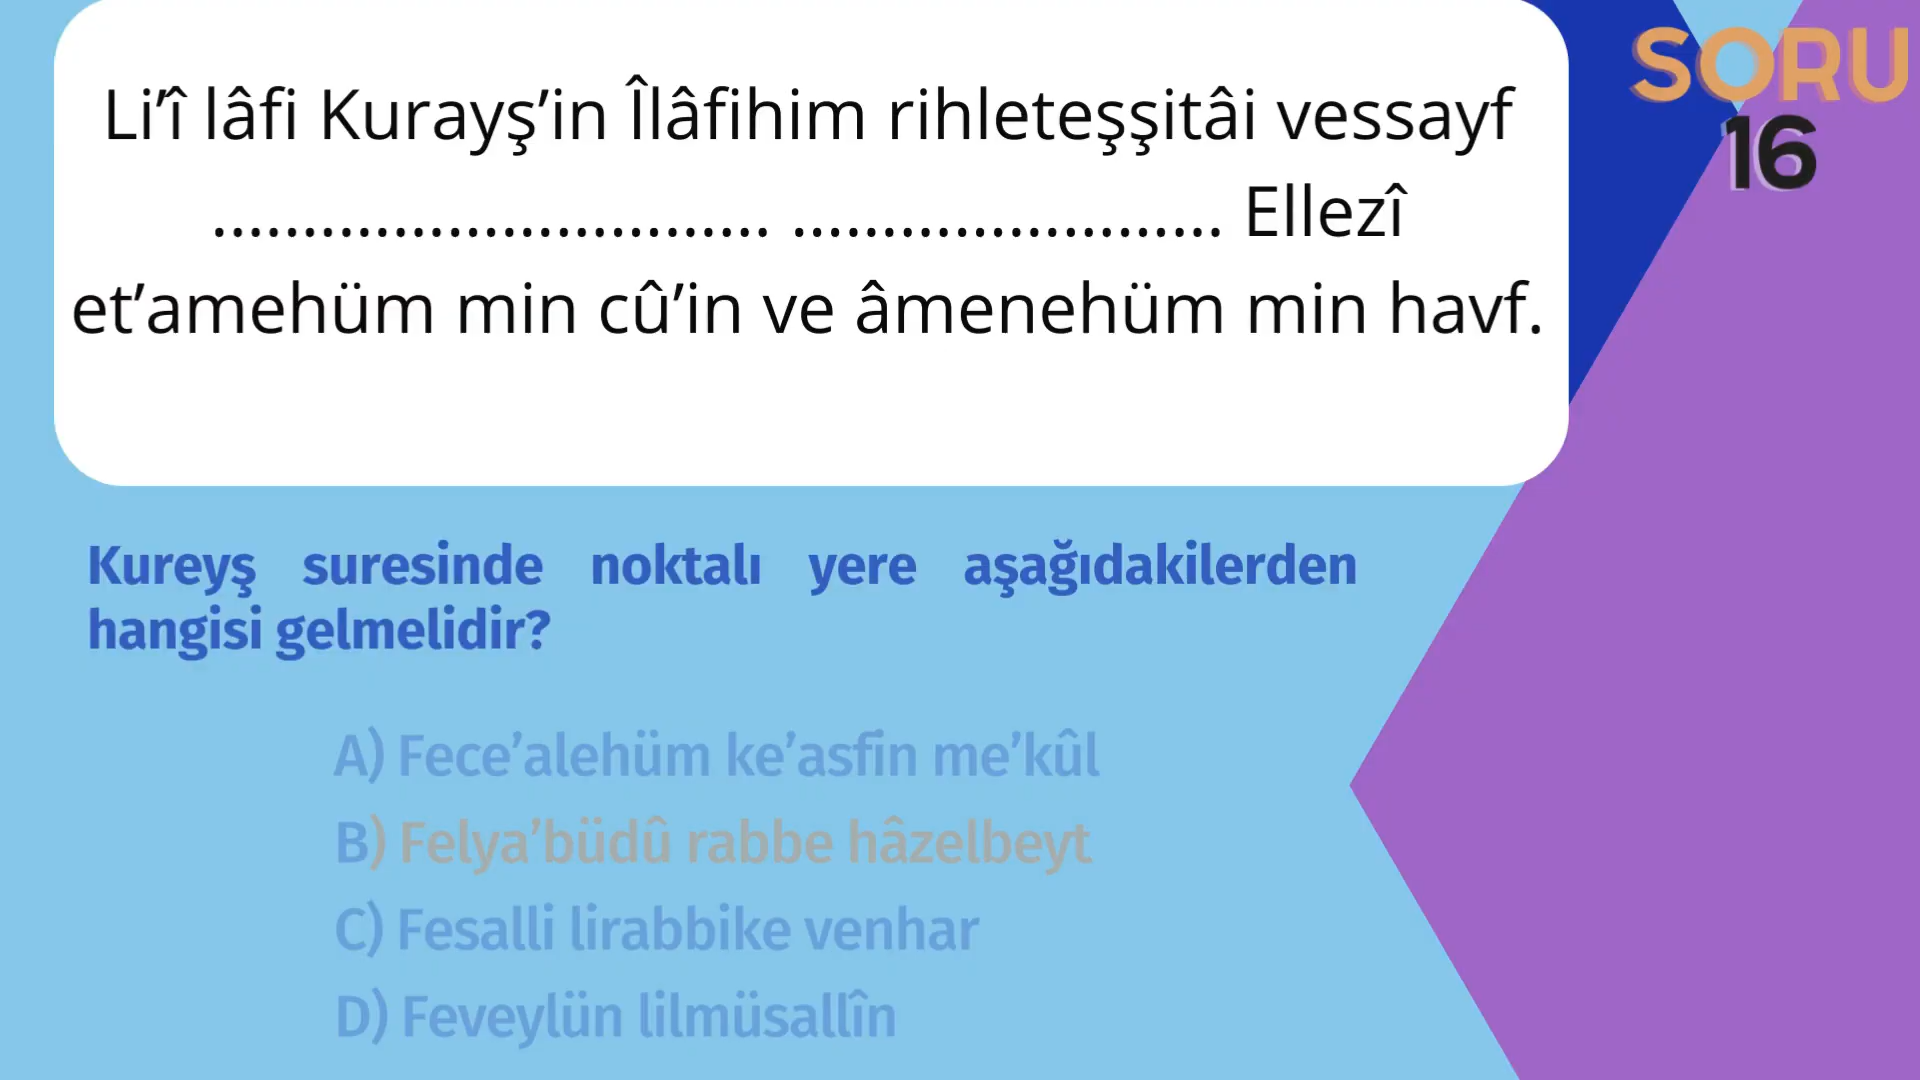 Li’î lâfi Kurayş’in Îlâfihim rihleteşşitâi vessayf
...................................... ............................. Ellezî
et’amehüm min cû’in ve âmenehüm min havf.
SORU
16
Kureyş suresinde noktalı yere aşağıdakilerden
hangisi gelmelidir?
A) Fece’alehüm ke’asfin me’kûl
B) Felya’büdû rabbe hâzelbeyt
C) Fesalli lirabbike venhar
D) Feveylün lilmüsallîn